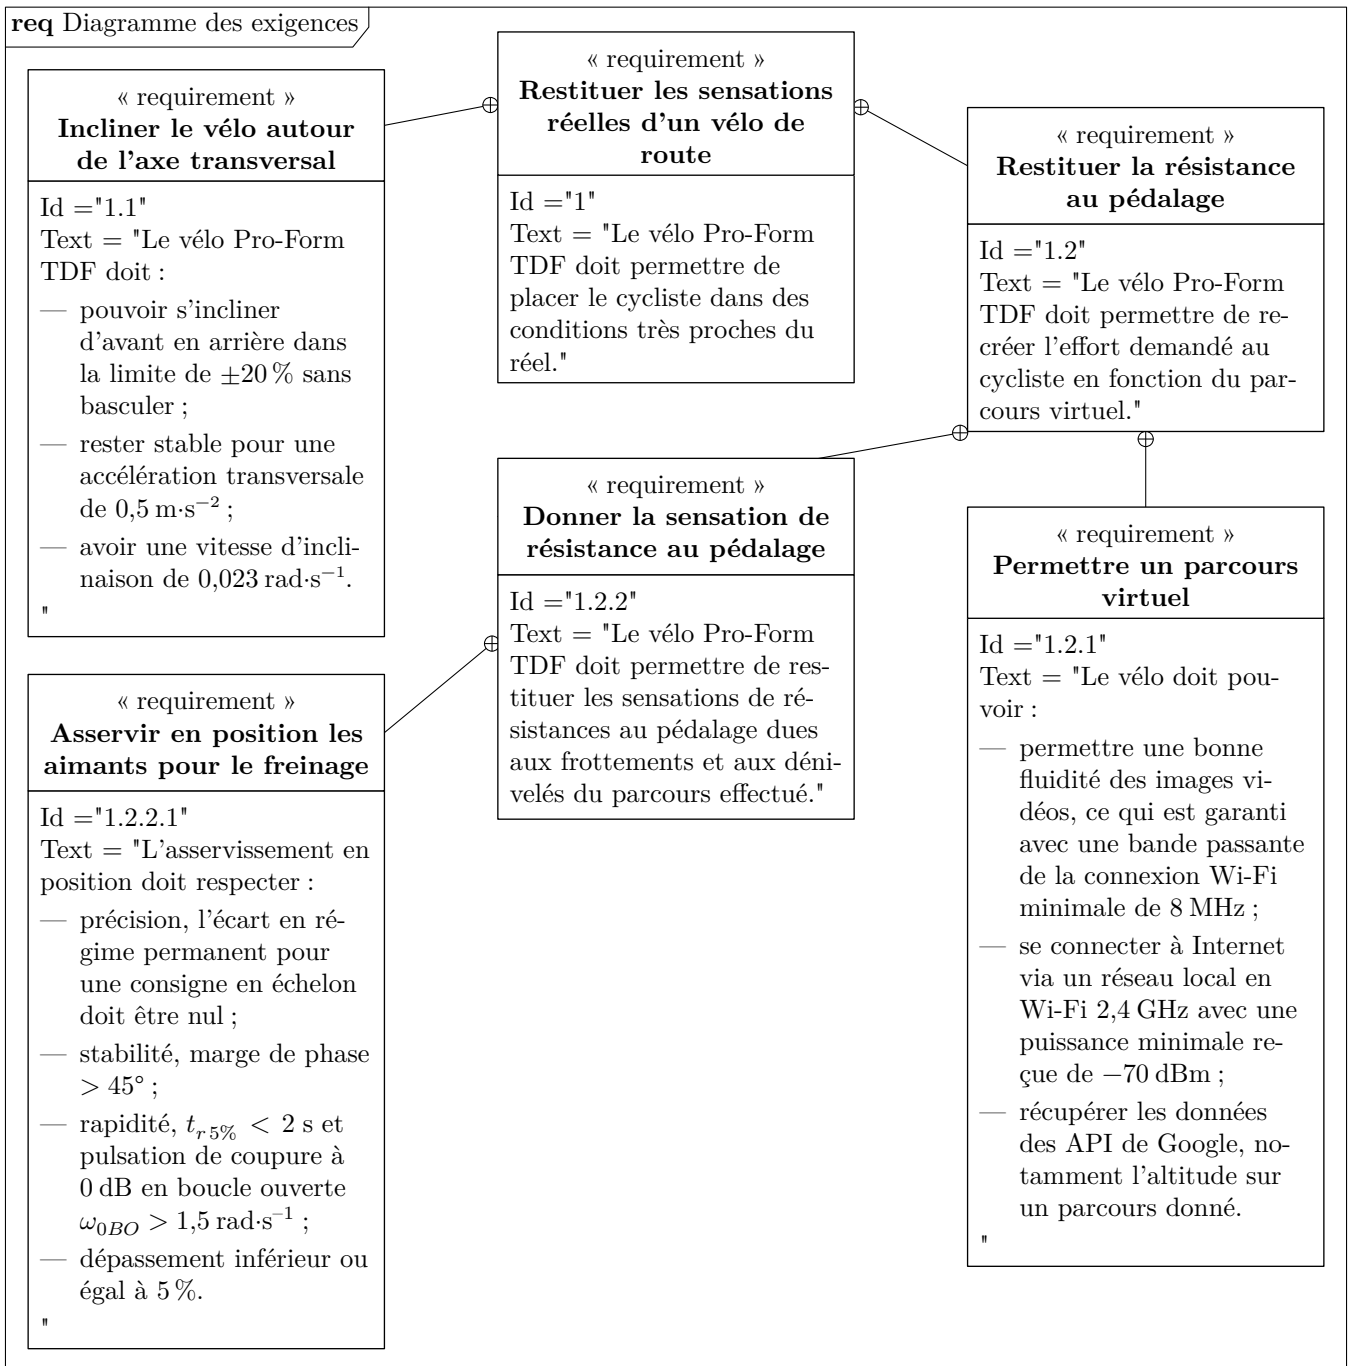 req Diagramme des exigences
« requirement »
Incliner le vélo autour
de l'axe transversal
Id ="1.1"
Text = "Le vélo Pro-Form
TDF doit :
— pouvoir s'incliner
d'avant en arrière dans
la limite de ±20 % sans
basculer ;
— rester stable pour une
accélération transversale
de 0,5 m·s⁻² ;
— avoir une vitesse d'incli-
naison de 0,023 rad·s⁻¹.
"
« requirement »
Restituer les sensations
réelles d'un vélo de
route
Id ="1"
Text = "Le vélo Pro-Form
TDF doit permettre de
placer le cycliste dans des
conditions très proches du
réel."
« requirement »
Restituer la résistance
au pédalage
Id ="1.2"
Text = "Le vélo Pro-Form
TDF doit permettre de re-
créer l'effort demandé au
cycliste en fonction du par-
cours virtuel."
« requirement »
Donner la sensation de
résistance au pédalage
Id ="1.2.2"
Text = "Le vélo Pro-Form
TDF doit permettre de res-
tituer les sensations de ré-
sistances au pédalage dues
aux frottements et aux déni-
velés du parcours effectué."
« requirement »
Permettre un parcours
virtuel
Id ="1.2.1"
Text = "Le vélo doit pou-
voir :
— permettre une bonne
fluidité des images vi-
déos, ce qui est garanti
avec une bande passante
de la connexion Wi-Fi
minimale de 8 MHz ;
— se connecter à Internet
via un réseau local en
Wi-Fi 2,4 GHz avec une
puissance minimale re-
çue de −70 dBm ;
— récupérer les données
des API de Google, no-
tamment l'altitude sur
un parcours donné.
"
« requirement »
Asservir en position les
aimants pour le freinage
Id ="1.2.2.1"
Text = "L'asservissement en
position doit respecter :
— précision, l'écart en ré-
gime permanent pour
une consigne en échelon
doit être nul ;
— stabilité, marge de phase
> 45° ;
— rapidité, t_{r 5%} < 2 s et
pulsation de coupure à
0 dB en boucle ouverte
ω_{0BO} > 1,5 rad·s⁻¹ ;
— dépassement inférieur ou
égal à 5 %.
"